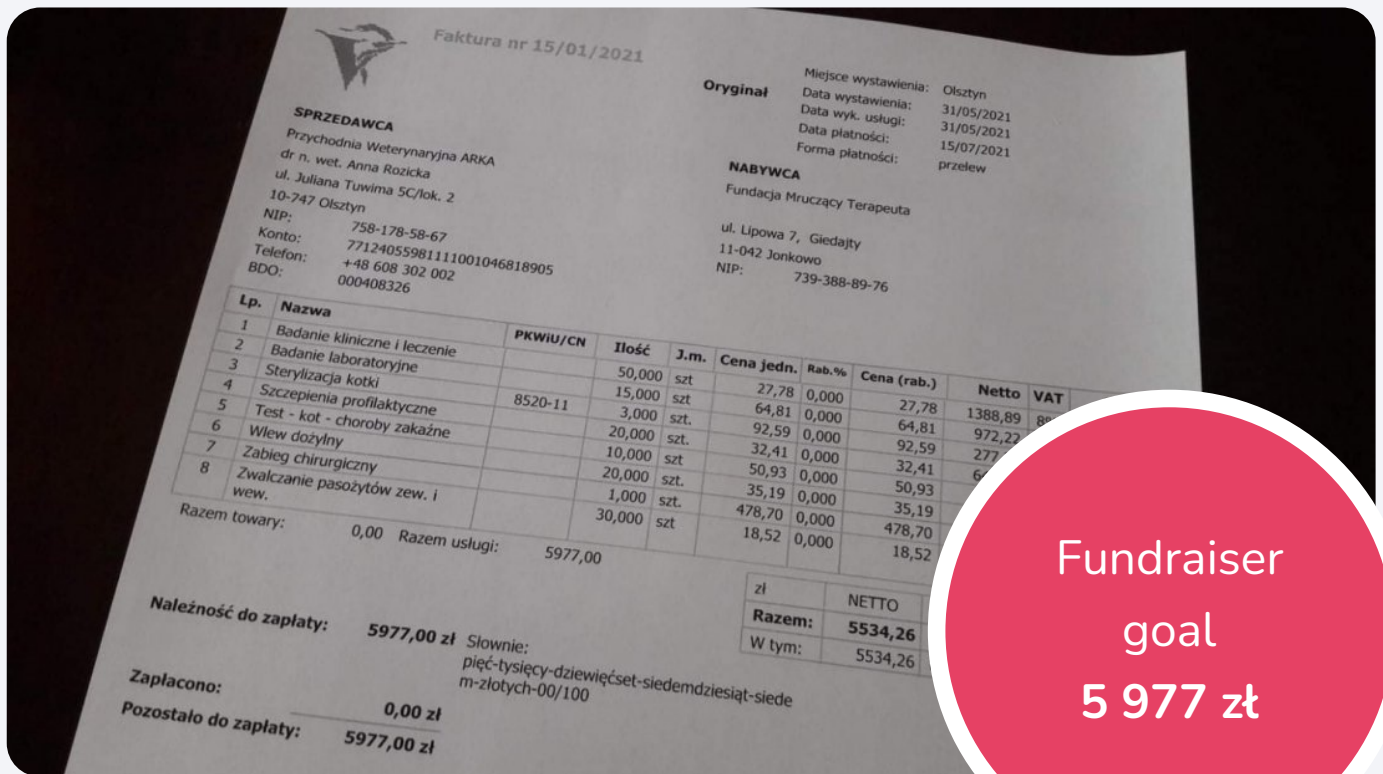 Faktura nr 15/01/2021
Oryginał
Miejsce wystawienia: Olsztyn
Data wystawienia: 31/05/2021
Data wyk. usługi: 31/05/2021
Data płatności: 15/07/2021
Forma płatności: przelew
SPRZEDAWCA
Przychodnia Weterynaryjna ARKA
dr n. wet. Anna Rozicka
ul. Juliana Tuwima 5C/lok. 2
10-747 Olsztyn
NIP: 758-178-58-67
Konto: 77124055981111001046818905
Telefon: +48 608 302 002
BDO: 000408326
NABYWCA
Fundacja Mruczący Terapeuta
ul. Lipowa 7, Giedajty
11-042 Jonkowo
NIP: 739-388-89-76
Lp. Nazwa PKWiU/CN Ilość J.m. Cena jedn. Rab.% Cena (rab.) Netto VAT
1 Badanie kliniczne i leczenie 50,000 szt 27,78 0,000 27,78 1388,89
2 Badanie laboratoryjne 15,000 szt 64,81 0,000 64,81 972,22
3 Sterylizacja kotki 3,000 szt. 92,59 0,000 92,59
4 Szczepienia profilaktyczne 8520-11 20,000 szt. 32,41 0,000 32,41
5 Test - kot - choroby zakaźne 10,000 szt 50,93 0,000 50,93
6 Wlew dożylny 20,000 szt. 35,19 0,000 35,19
7 Zabieg chirurgiczny 1,000 szt. 478,70 0,000 478,70
8 Zwalczanie pasożytów zew. i 30,000 szt 18,52 0,000 18,52
wew.
Razem towary: 0,00 Razem usługi: 5977,00
zł NETTO
Razem: 5534,26
W tym: 5534,26
Należność do zapłaty: 5977,00 zł Słownie:
pięć-tysięcy-dziewięćset-siedemdziesiąt-siede
m-złotych-00/100
Zapłacono: 0,00 zł
Pozostało do zapłaty: 5977,00 zł
Fundraiser
goal
5 977 zł